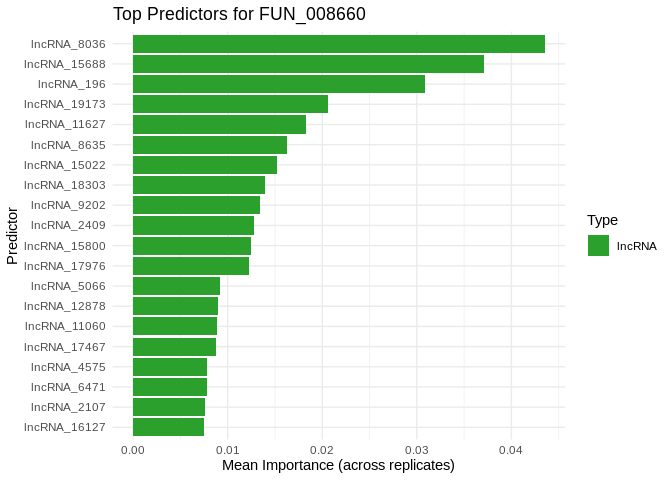 Top Predictors for FUN_008660
Predictor
lncRNA_8036
lncRNA_15688
lncRNA_196
lncRNA_19173
lncRNA_11627
lncRNA_8635
lncRNA_15022
lncRNA_18303
lncRNA_9202
lncRNA_2409
lncRNA_15800
lncRNA_17976
lncRNA_5066
lncRNA_12878
lncRNA_11060
lncRNA_17467
lncRNA_4575
lncRNA_6471
lncRNA_2107
lncRNA_16127
0.00 0.01 0.02 0.03 0.04
Mean Importance (across replicates)
Type
lncRNA